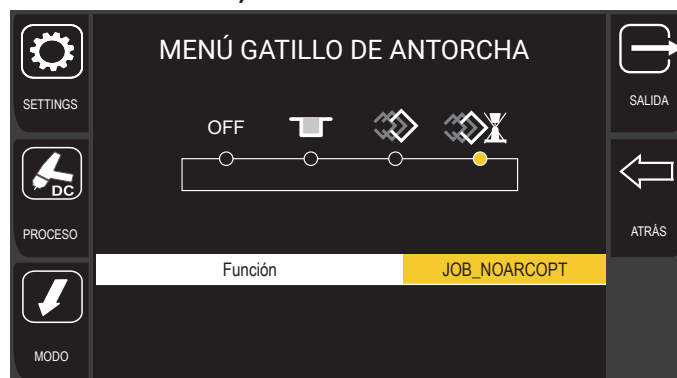 MENÚ GATILLO DE ANTORCHA
SETTINGS
SALIDA
OFF
DC
PROCESO
ATRÁS
Función JOB_NOARCOPT
MODO